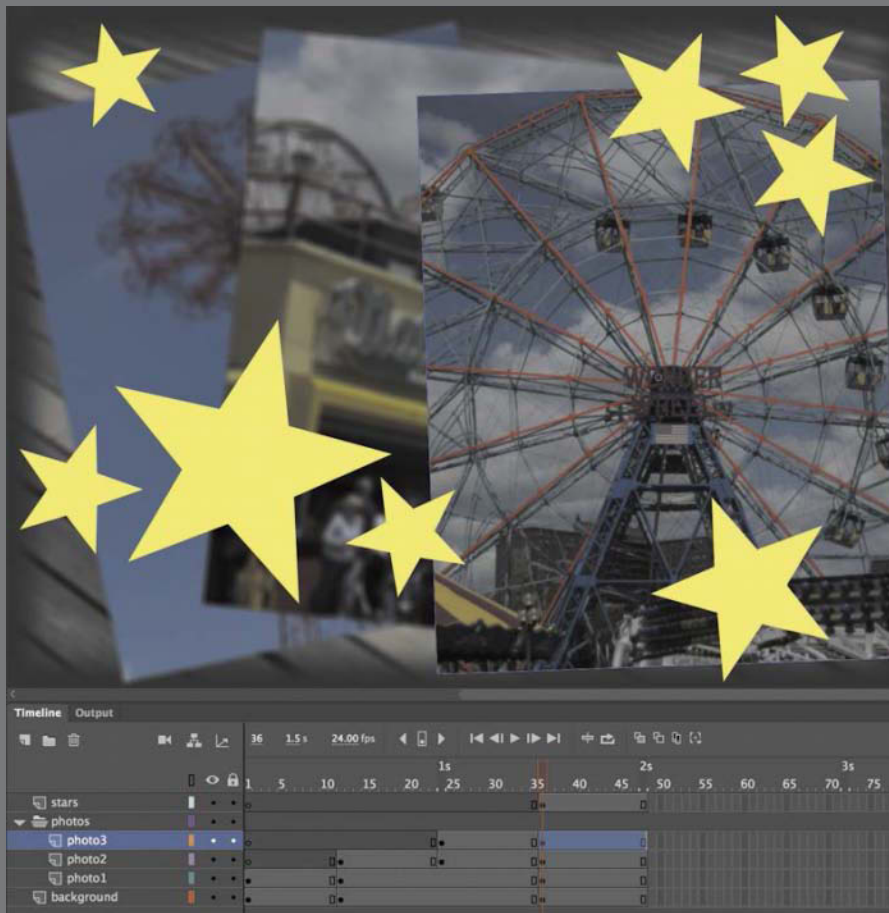 WONDER
Timeline Output
36 1.5 s 24.00 fps
1s 2s 3s
1 5 10 15 20 25 30 35 40 45 50 55 60 65 70 75
stars
photos
photo3
photo2
photo1
background